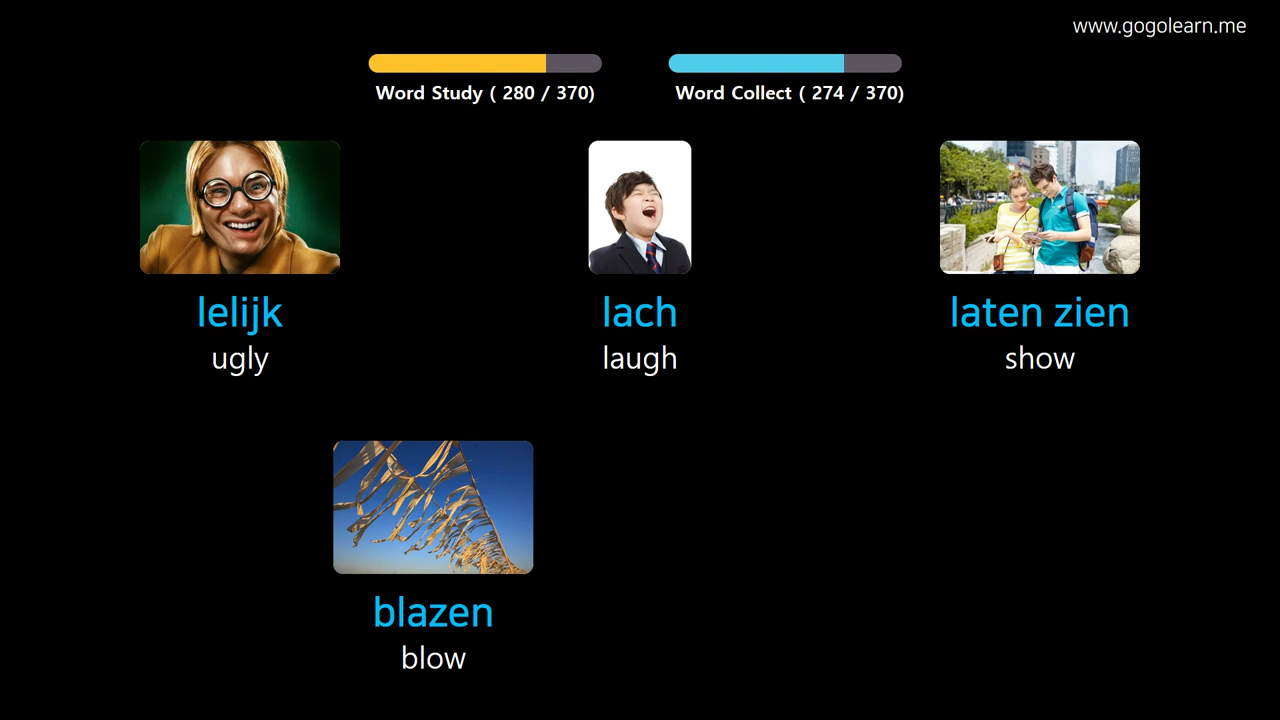 www.gogolearn.me
Word Study ( 280 / 370)
Word Collect ( 274 / 370)
lelijk
ugly
lach
laugh
laten zien
show
blazen
blow